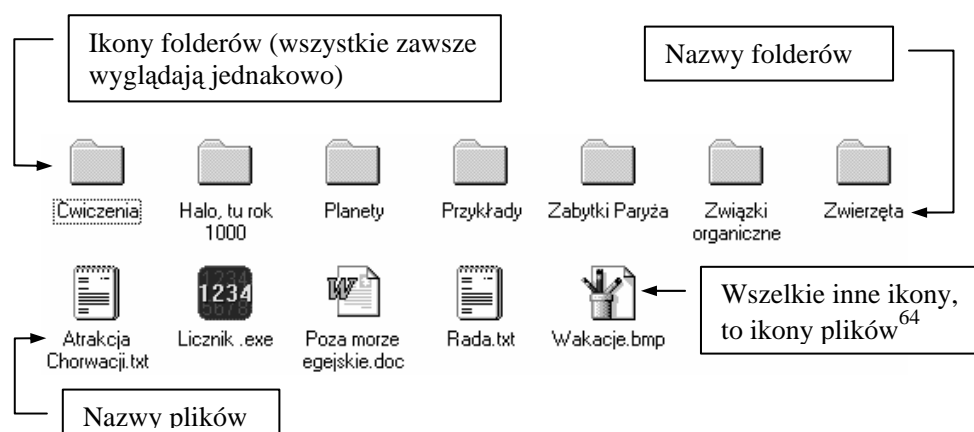 Ikony folderów (wszystkie zawsze
wyglądają jednakowo)
Nazwy folderów
Ćwiczenia
Halo, tu rok
1000
Planety
Przykłady
Zabytki Paryża
Związki
organiczne
Zwierzęta
1234
Atrakcja
Chorwacji.txt
Licznik .exe
Poza morze
egejskie.doc
Rada.txt
Wakacje.bmp
Wszelkie inne ikony,
to ikony plików64
Nazwy plików